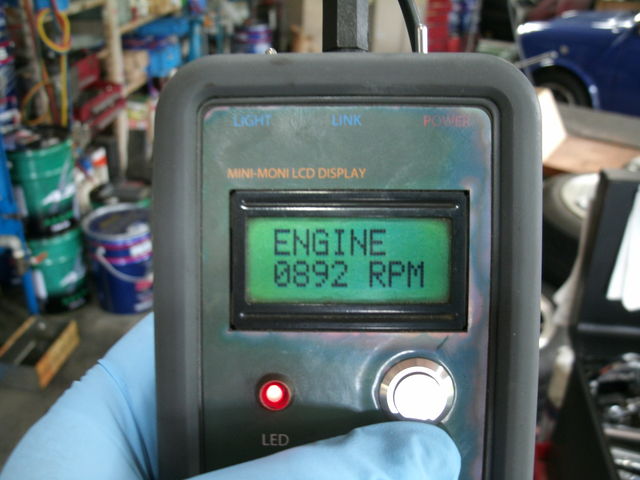 LIGHT LINK POWER
MINI-MONI LCD DISPLAY
ENGINE
0892 RPM
LED